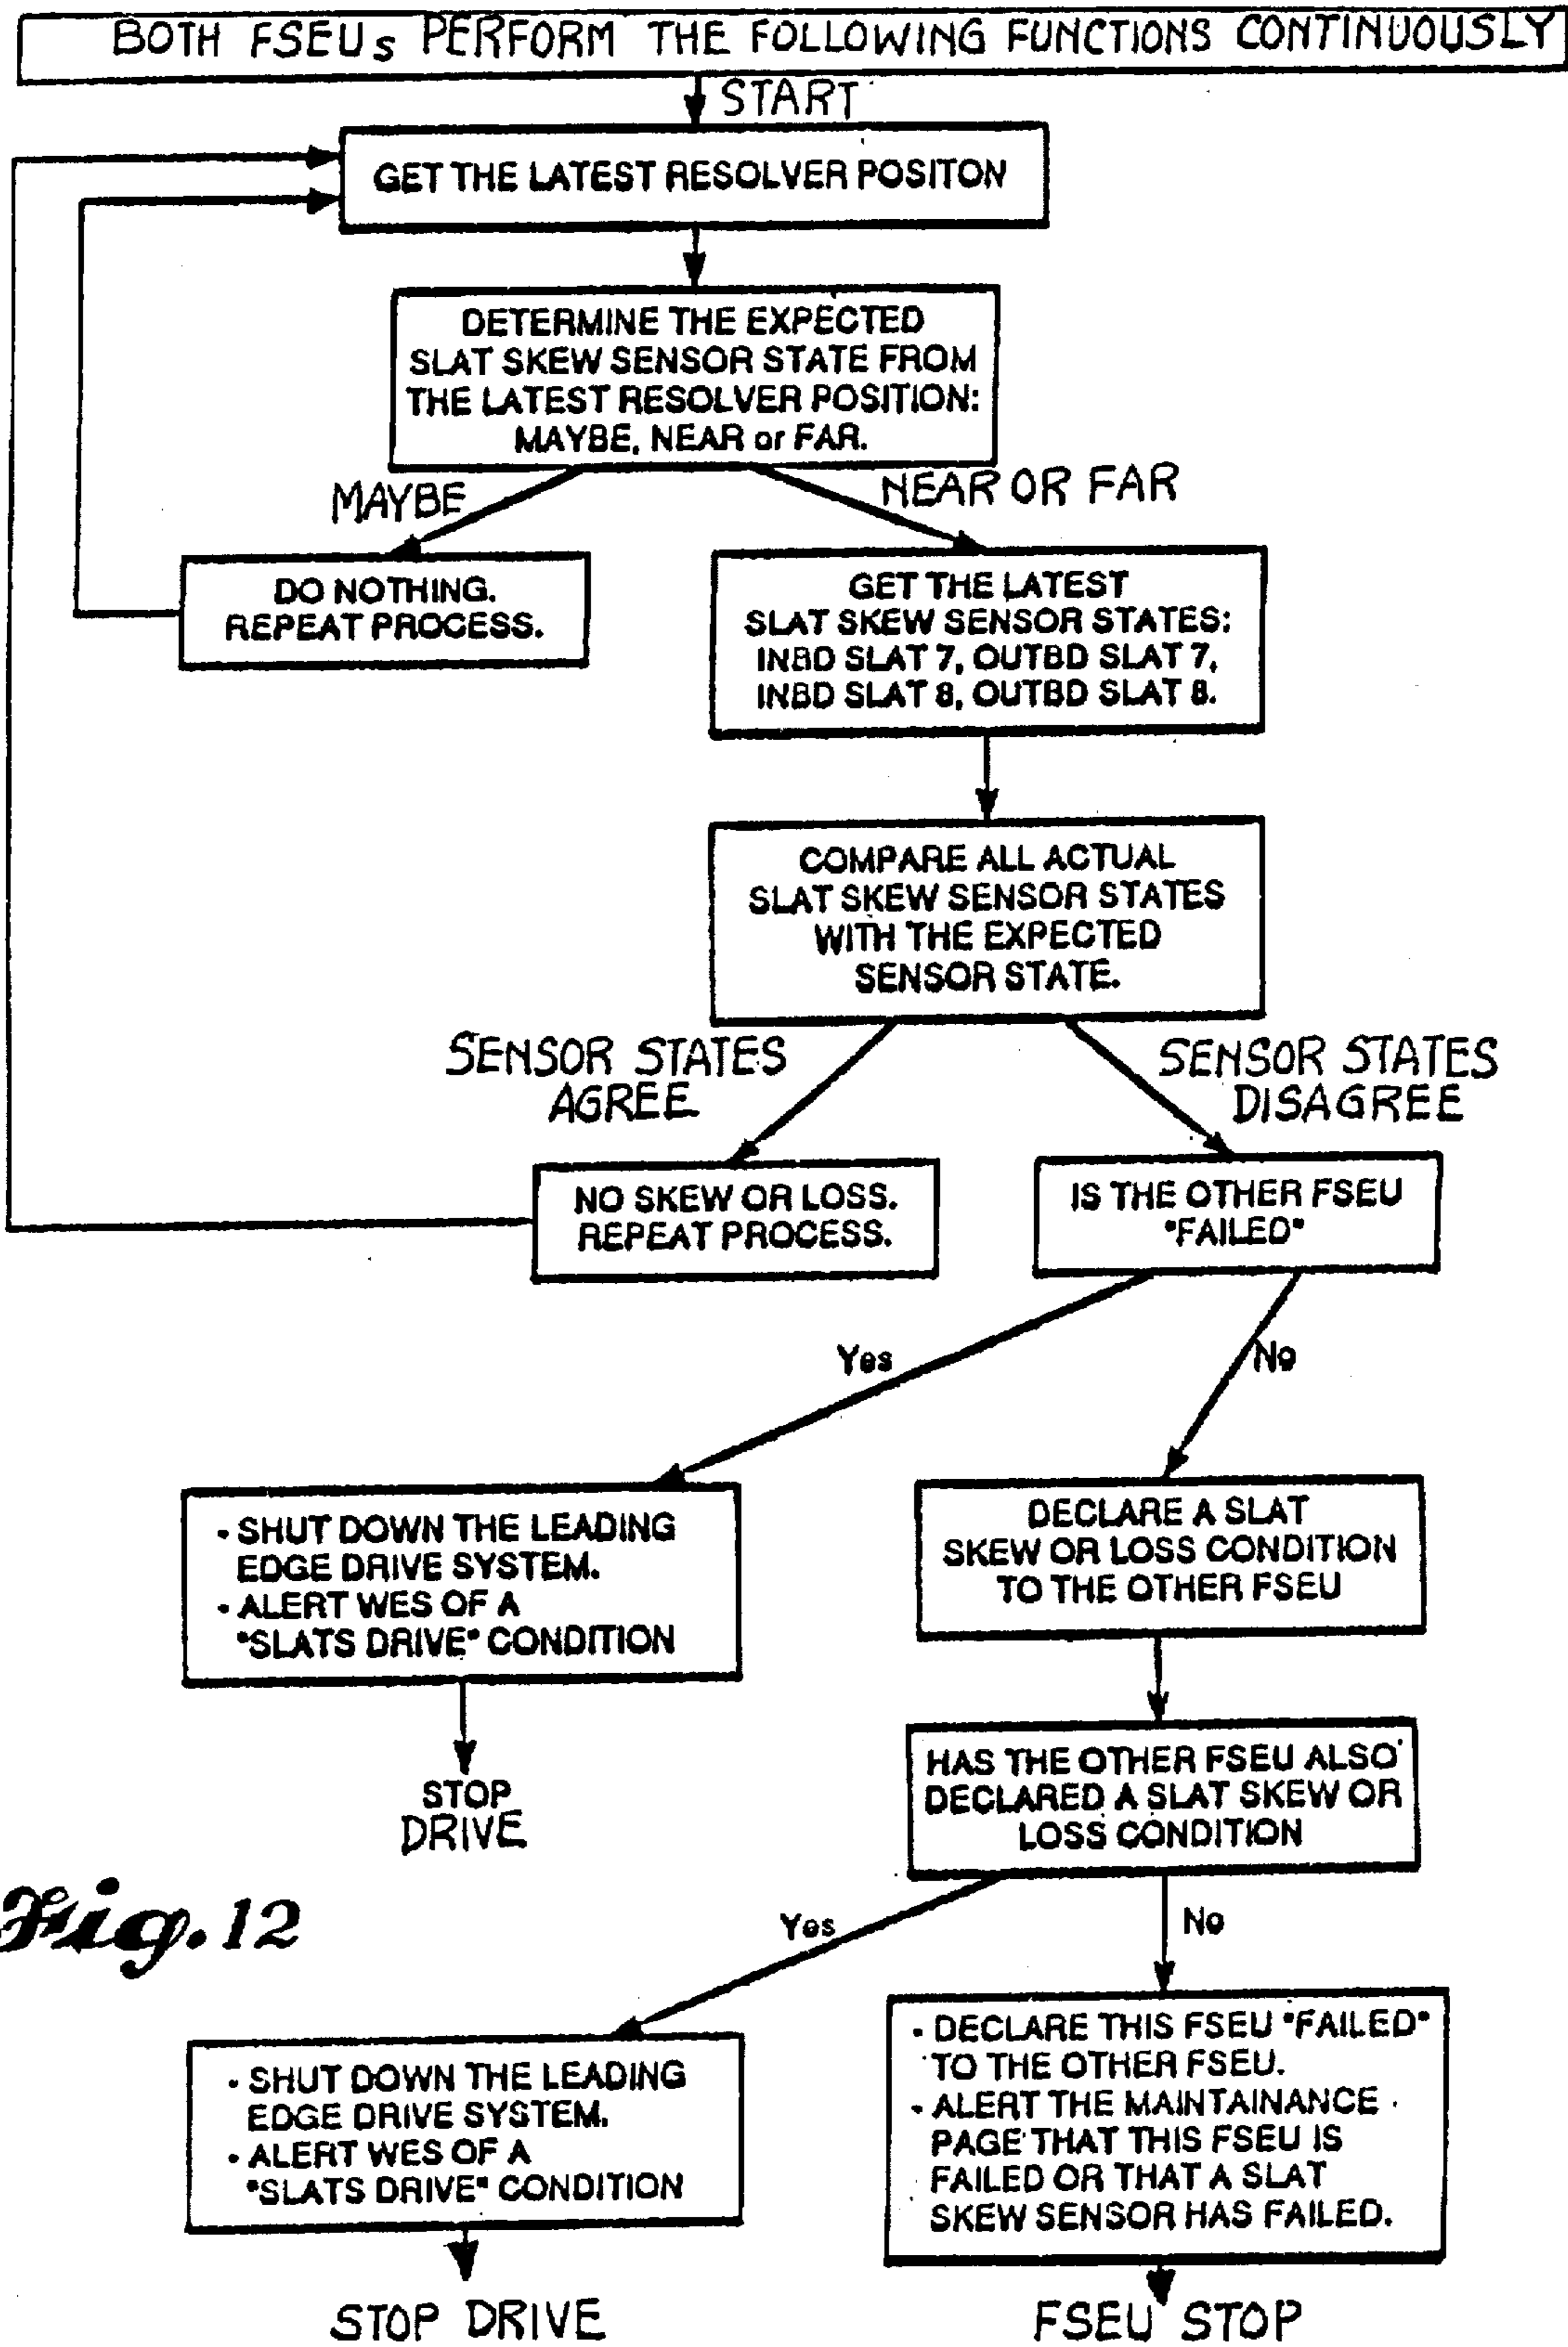 BOTH FSEUs PERFORM THE FOLLOWING FUNCTIONS CONTINUOUSLY
START
GET THE LATEST RESOLVER POSITON
DETERMINE THE EXPECTED
SLAT SKEW SENSOR STATE FROM
THE LATEST RESOLVER POSITION:
MAYBE, NEAR or FAR.
MAYBE
NEAR OR FAR
DO NOTHING.
REPEAT PROCESS.
GET THE LATEST
SLAT SKEW SENSOR STATES:
INBD SLAT 7, OUTBD SLAT 7,
INBD SLAT 8, OUTBD SLAT 8.
COMPARE ALL ACTUAL
SLAT SKEW SENSOR STATES
WITH THE EXPECTED
SENSOR STATE.
SENSOR STATES
AGREE
SENSOR STATES
DISAGREE
NO SKEW OR LOSS.
REPEAT PROCESS.
IS THE OTHER FSEU
"FAILED"
Yes
No
- SHUT DOWN THE LEADING
EDGE DRIVE SYSTEM.
- ALERT WES OF A
"SLATS DRIVE" CONDITION
DECLARE A SLAT
SKEW OR LOSS CONDITION
TO THE OTHER FSEU
STOP
DRIVE
HAS THE OTHER FSEU ALSO
DECLARED A SLAT SKEW OR
LOSS CONDITION
Fig. 12
Yes
No
- SHUT DOWN THE LEADING
EDGE DRIVE SYSTEM.
- ALERT WES OF A
"SLATS DRIVE" CONDITION
- DECLARE THIS FSEU "FAILED"
TO THE OTHER FSEU.
- ALERT THE MAINTAINANCE
PAGE THAT THIS FSEU IS
FAILED OR THAT A SLAT
SKEW SENSOR HAS FAILED.
STOP DRIVE
FSEU STOP